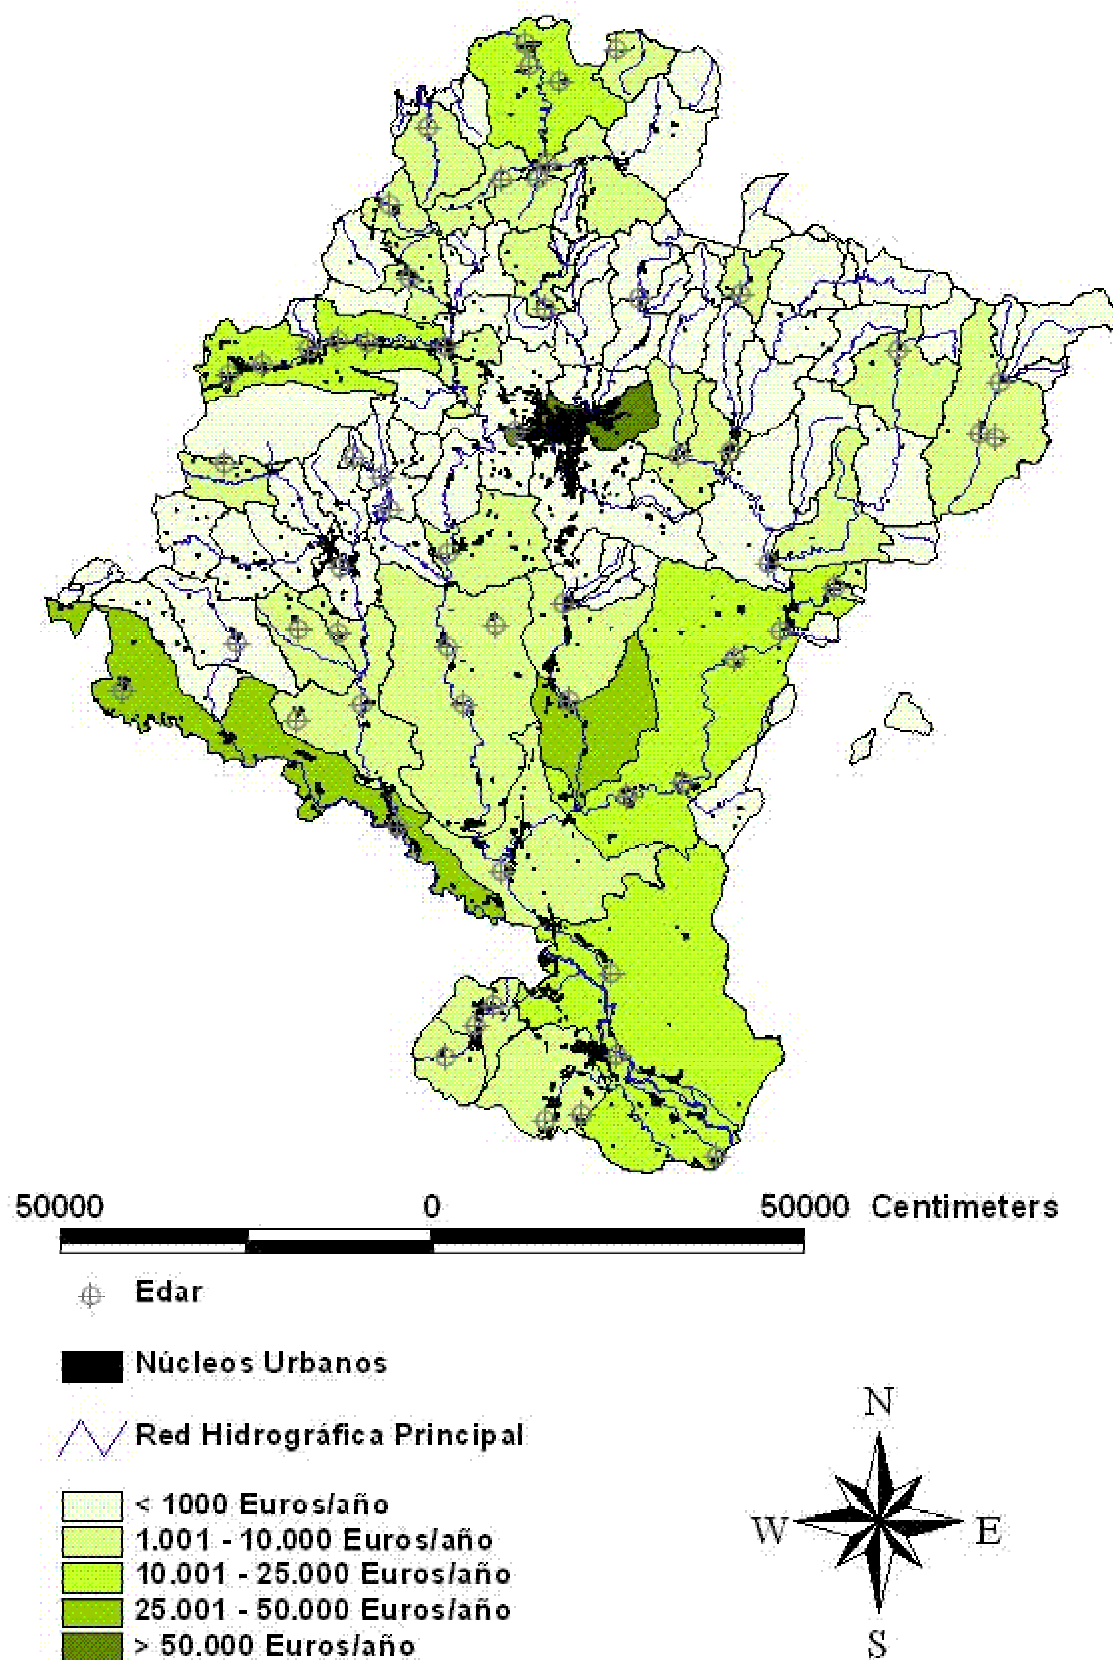 50000 0 50000 Centimeters
Edar
Núcleos Urbanos
Red Hidrográfica Principal
< 1000 Euros/año
1.001 - 10.000 Euros/año
10.001 - 25.000 Euros/año
25.001 - 50.000 Euros/año
> 50.000 Euros/año
N
W E
S